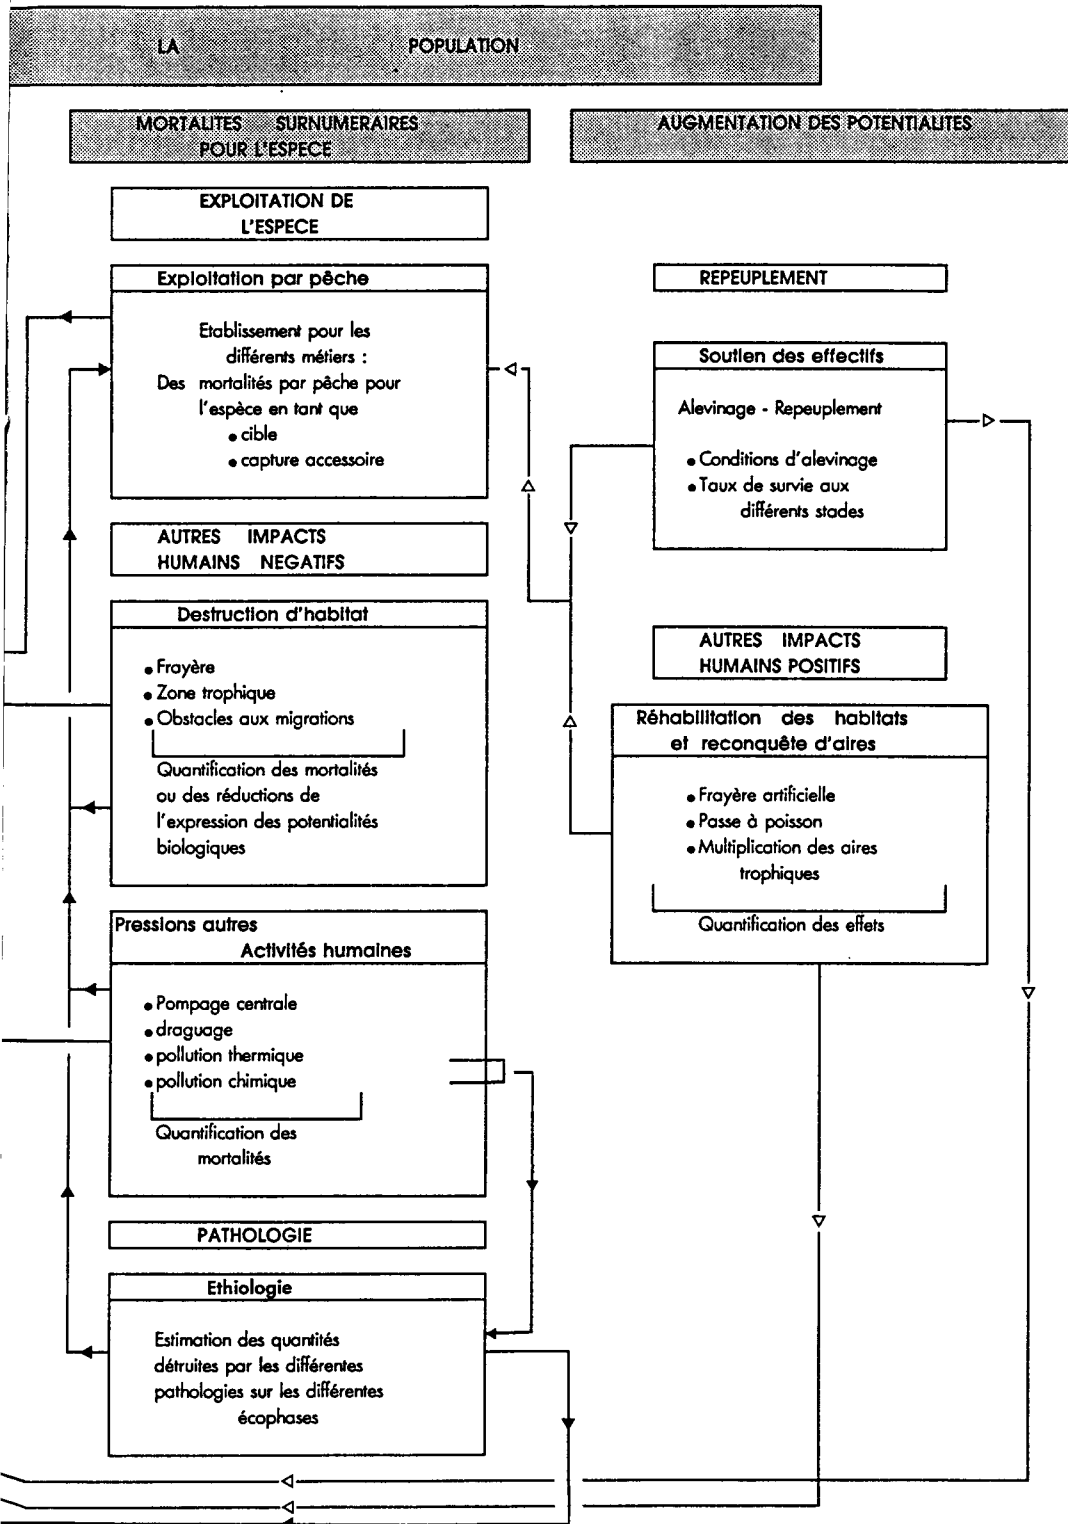 LA POPULATION
MORTALITES SURNUMERAIRES
POUR L'ESPECE
EXPLOITATION DE
L'ESPECE
Exploitation par pêche
Etablissement pour les
différents métiers :
Des mortalités par pêche pour
l'espèce en tant que
• cible
• capture accessoire
AUTRES IMPACTS
HUMAINS NEGATIFS
Destruction d'habitat
• Frayère
• Zone trophique
• Obstacles aux migrations
Quantification des mortalités
ou des réductions de
l'expression des potentialités
biologiques
Pressions autres
Activités humaines
• Pompage centrale
• draguage
• pollution thermique
• pollution chimique
Quantification des
mortalités
PATHOLOGIE
Ethiologie
Estimation des quantités
détruites par les différentes
pathologies sur les différentes
écophases
AUGMENTATION DES POTENTIALITES
REPEUPLEMENT
Soutien des effectifs
Alevinage - Repeuplement
• Conditions d'alevinage
• Taux de survie aux
différents stades
AUTRES IMPACTS
HUMAINS POSITIFS
Réhabilitation des habitats
et reconquête d'aires
• Frayère artificielle
• Passe à poisson
• Multiplication des aires
trophiques
Quantification des effets